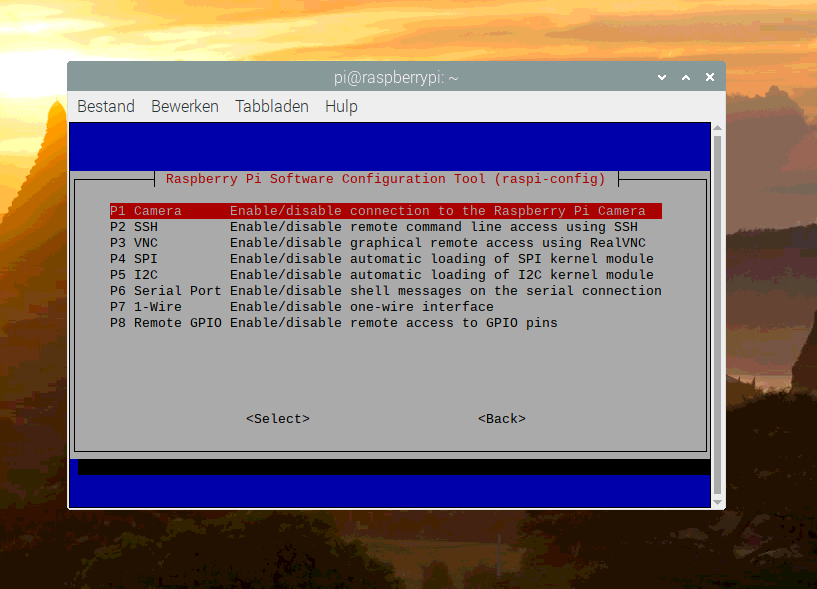 pi@raspberrypi: ~
Bestand Bewerken Tabbladen Hulp
Raspberry Pi Software Configuration Tool (raspi-config)
P1 Camera Enable/disable connection to the Raspberry Pi Camera
P2 SSH Enable/disable remote command line access using SSH
P3 VNC Enable/disable graphical remote access using RealVNC
P4 SPI Enable/disable automatic loading of SPI kernel module
P5 I2C Enable/disable automatic loading of I2C kernel module
P6 Serial Port Enable/disable shell messages on the serial connection
P7 1-Wire Enable/disable one-wire interface
P8 Remote GPIO Enable/disable remote access to GPIO pins
<Select> <Back>